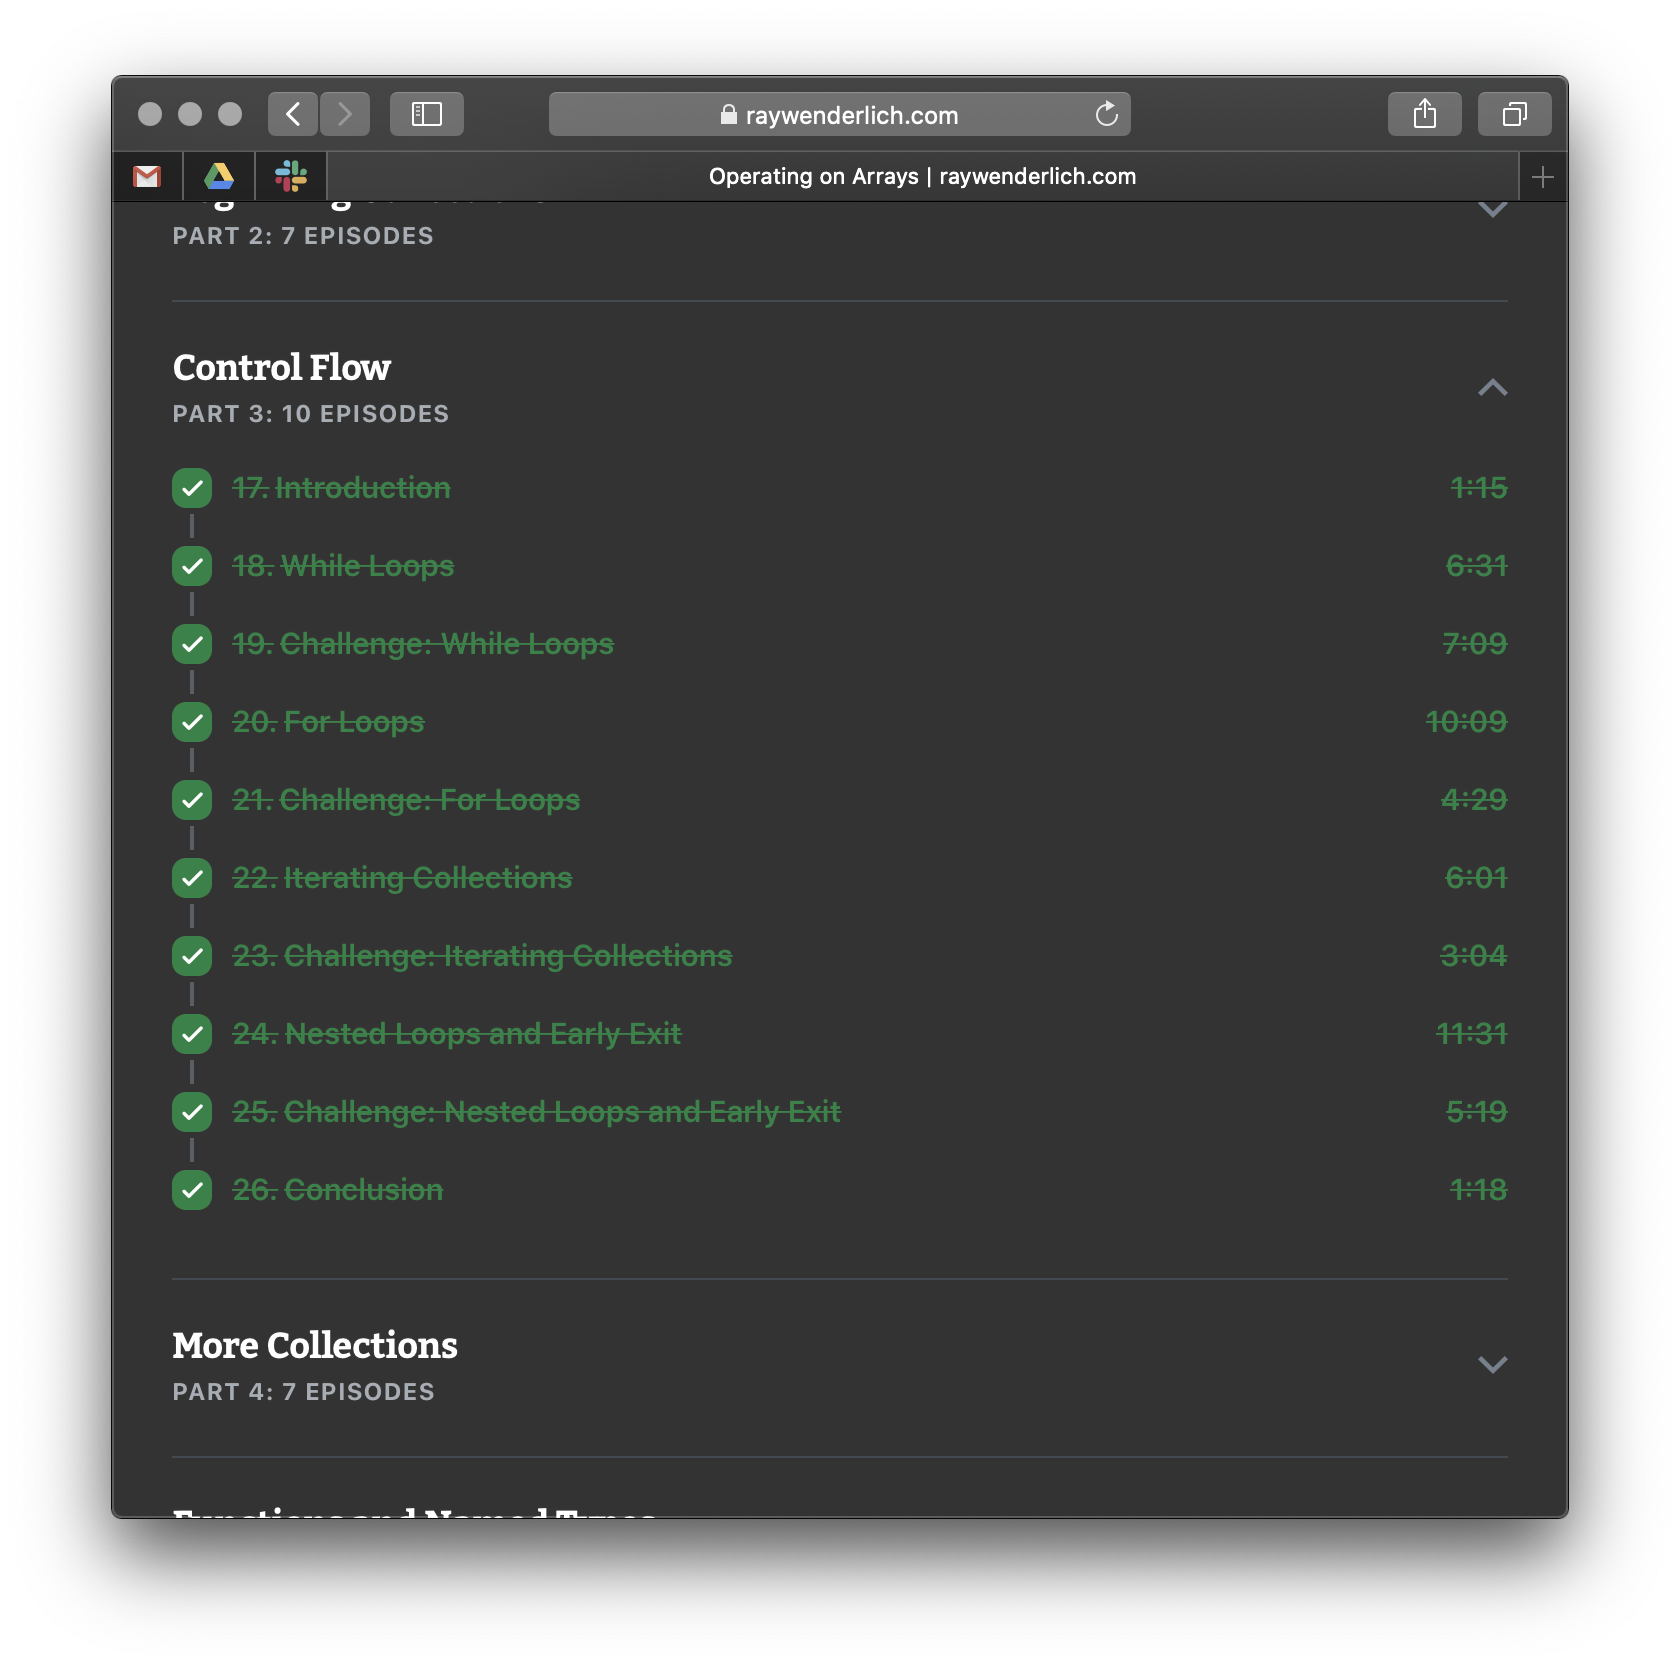 raywenderlich.com
Operating on Arrays | raywenderlich.com
PART 2: 7 EPISODES
Control Flow
PART 3: 10 EPISODES
17. Introduction 1:15
18. While Loops 6:31
19. Challenge: While Loops 7:09
20. For Loops 10:09
21. Challenge: For Loops 4:29
22. Iterating Collections 6:01
23. Challenge: Iterating Collections 3:04
24. Nested Loops and Early Exit 11:31
25. Challenge: Nested Loops and Early Exit 5:19
26. Conclusion 1:18
More Collections
PART 4: 7 EPISODES
Functions and Named Types